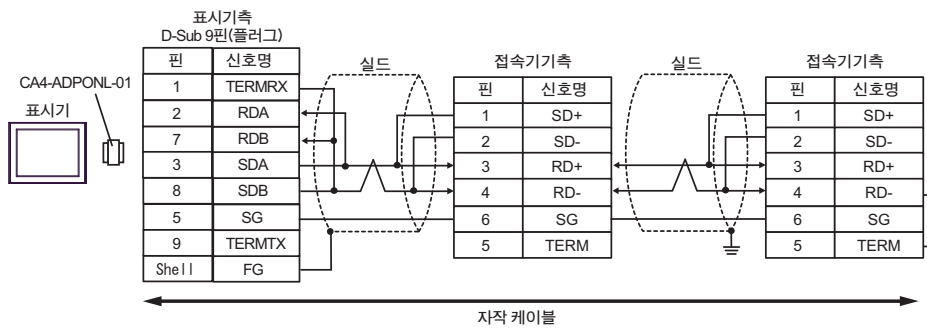 표시기측
D-Sub 9핀(플러그)
CA4-ADPONL-01
표시기
핀 신호명
1 TERMRX
2 RDA
7 RDB
3 SDA
8 SDB
5 SG
9 TERMTX
Shell FG
실드
접속기기측
핀 신호명
1 SD+
2 SD-
3 RD+
4 RD-
6 SG
5 TERM
실드
접속기기측
핀 신호명
1 SD+
2 SD-
3 RD+
4 RD-
6 SG
5 TERM
자작 케이블